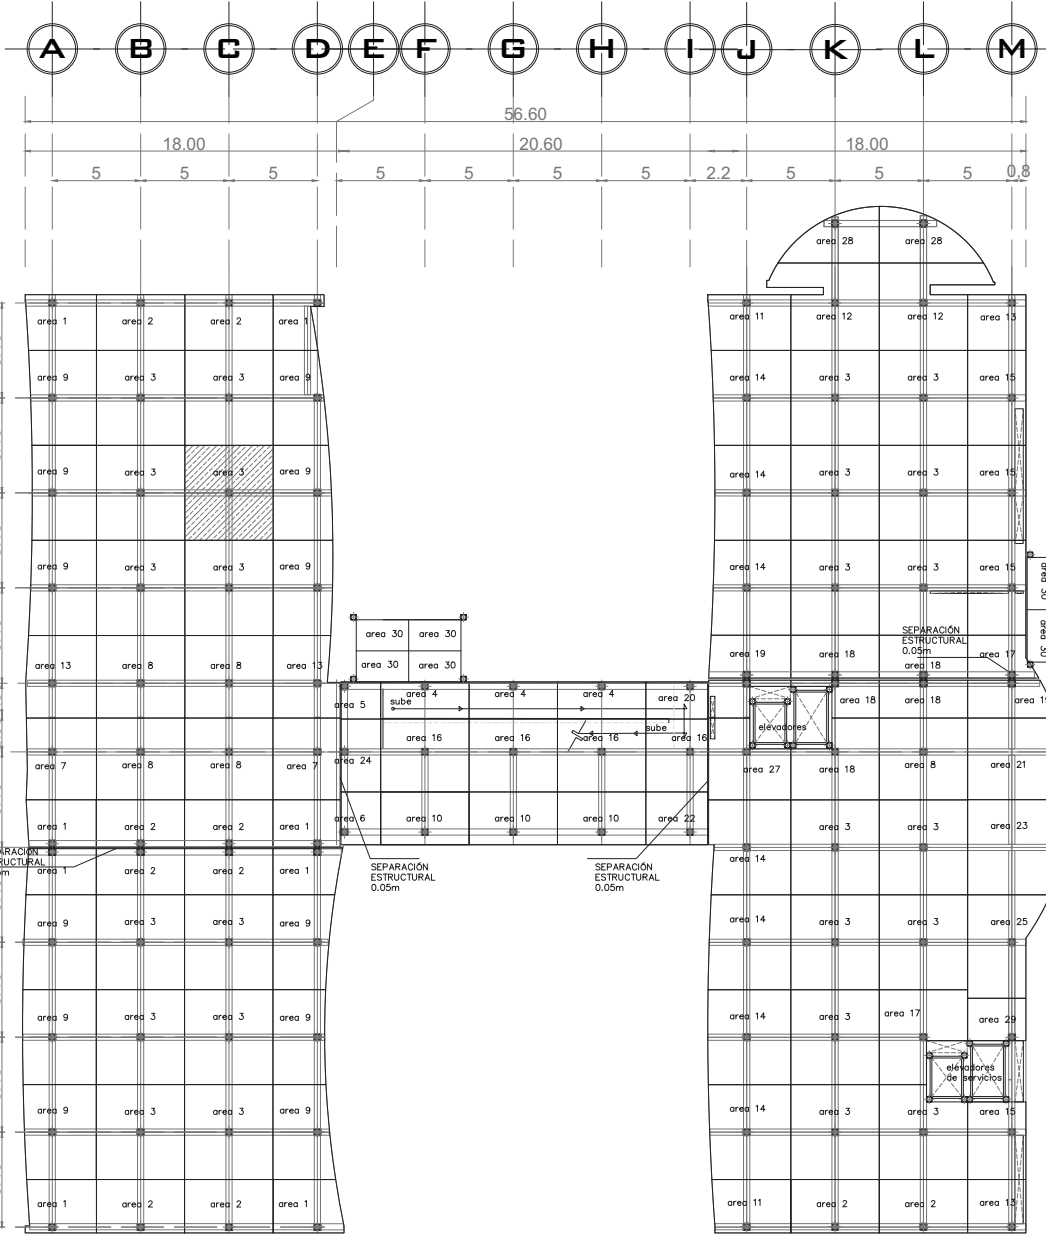 A B C D E F G H I J K L M
56.60
18.00 20.60 18.00
5 5 5 5 5 5 5 2.2 5 5 5 0.8
area 28 area 28
area 1 area 2 area 2 area 1 area 11 area 12 area 12 area 13
area 9 area 3 area 3 area 9 area 14 area 3 area 3 area 15
area 9 area 3 area 3 area 9 area 14 area 3 area 3 area 15
area 9 area 3 area 3 area 9 area 14 area 3 area 3 area 15
area 30
area 30 area 30 area 30
SEPARACIÓN
ESTRUCTURAL
0.05m
area 13 area 8 area 8 area 13 area 30 area 30 area 19 area 18 area 18 area 17
area 5 area 4 area 4 area 4 area 20 area 18 area 18 area 19
sube
sube
elevadores
area 16 area 16 area 16 area 16
area 7 area 8 area 8 area 7 area 24 area 27 area 18 area 8 area 21
area 1 area 2 area 2 area 1 area 6 area 10 area 10 area 10 area 22 area 3 area 3 area 23
ARACIÓN
RUCTURAL
m
SEPARACIÓN
ESTRUCTURAL
0.05m
SEPARACIÓN
ESTRUCTURAL
0.05m
area 1 area 2 area 2 area 1 area 14
area 9 area 3 area 3 area 9 area 14 area 3 area 3 area 25
area 9 area 3 area 3 area 9 area 14 area 3 area 17 area 29
elevadores
de servicios
area 9 area 3 area 3 area 9 area 14 area 3 area 3 area 15
area 1 area 2 area 2 area 1 area 11 area 2 area 2 area 13